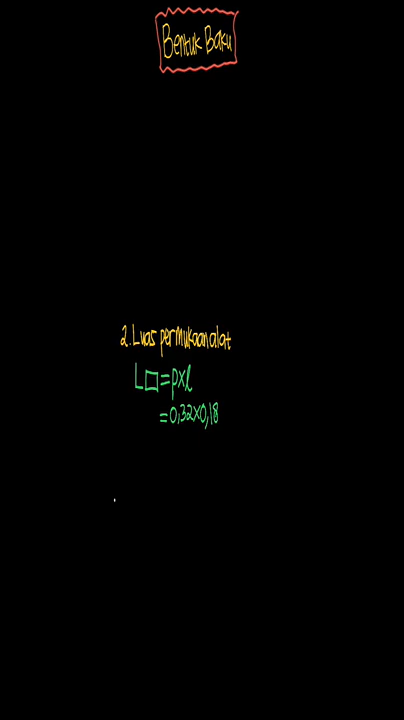 Bentuk Baku
2. Luas permukaan alat
L□ = p×l
= 0,32×0,18